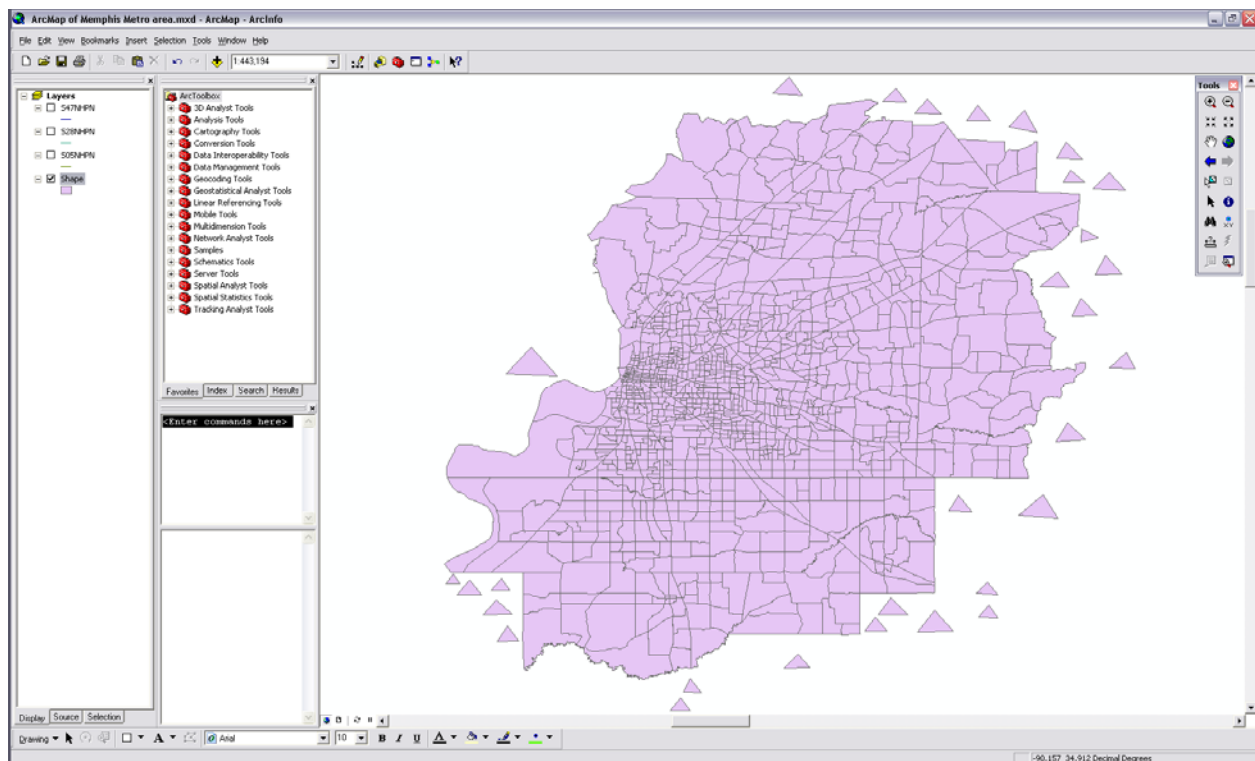 ArcMap of Memphis Metro area.mxd - ArcMap - ArcInfo
File Edit View Bookmarks Insert Selection Tools Window Help
1:443,194
Layers
S47NHPN
S28NHPN
S05NHPN
Shape
Display Source Selection
ArcToolbox
3D Analyst Tools
Analysis Tools
Cartography Tools
Conversion Tools
Data Interoperability Tools
Data Management Tools
Geocoding Tools
Geostatistical Analyst Tools
Linear Referencing Tools
Mobile Tools
Multidimension Tools
Network Analyst Tools
Samples
Schematics Tools
Server Tools
Spatial Analyst Tools
Spatial Statistics Tools
Tracking Analyst Tools
Favorites Index Search Results
<Enter commands here>
Tools
XY
Drawing A Arial 10 B I U A
-90.157 34.912 Decimal Degrees